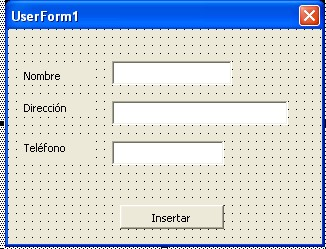 UserForm1
Nombre
Dirección
Teléfono
Insertar